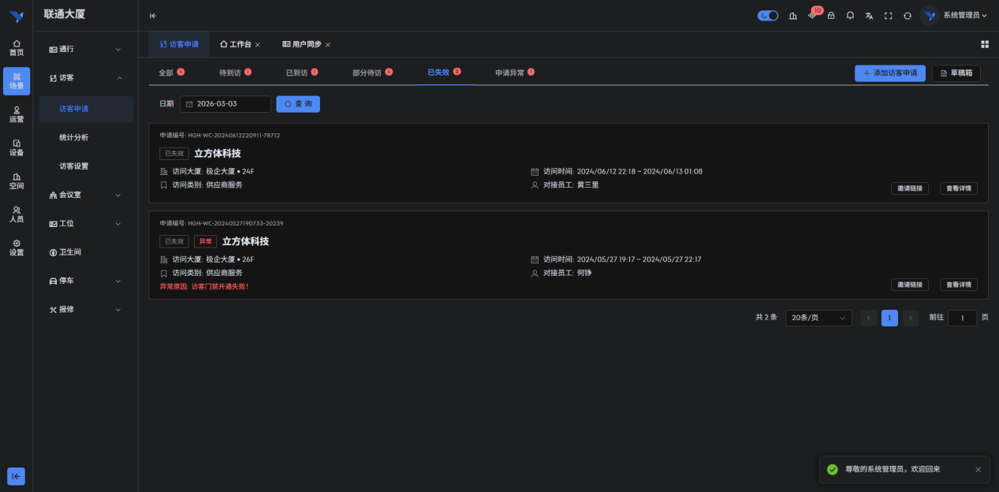 联通大厦
10
系统管理员
首页
场景
运营
设备
空间
人员
设置
通行
访客
访客申请
统计分析
访客设置
会议室
工位
卫生间
停车
报修
访客申请 工作台 用户同步
全部 4 待到访 1 已到访 1 部分待访 4 已失效 2 申请异常 1
添加访客申请 草稿箱
日期 2026-03-03 查 询
申请编号: HGH-WC-20240612220911-78712
已失效 立方体科技
访问大厦: 极企大厦 • 24F 访问时间: 2024/06/12 22:18 ~ 2024/06/13 01:08
访问类别: 供应商服务 对接员工: 黄三里
邀请链接 查看详情
申请编号: HGH-WC-20240527190733-20239
已失效 异常 立方体科技
访问大厦: 极企大厦 • 26F 访问时间: 2024/05/27 19:17 ~ 2024/05/27 22:17
访问类别: 供应商服务 对接员工: 何铮
异常原因: 访客门禁开通失败!
邀请链接 查看详情
共 2 条 20条/页 1 前往 1 页
尊敬的系统管理员，欢迎回来